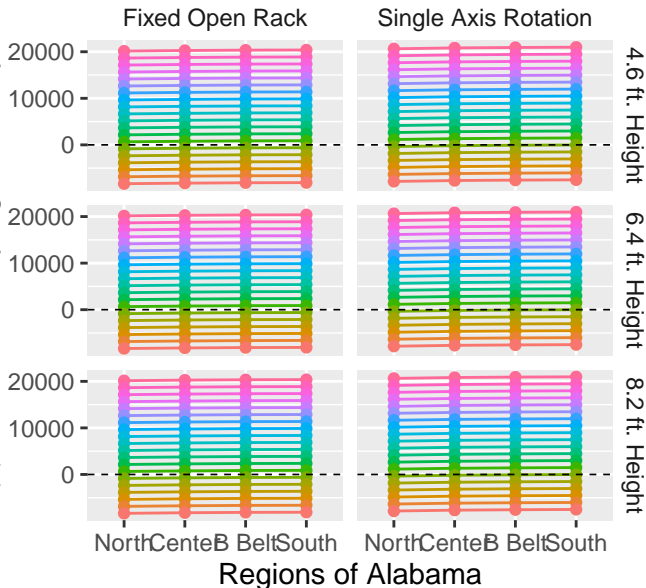 Fixed Open Rack Single Axis Rotation
20000
10000
0
4.6 ft. Height
20000
10000
0
6.4 ft. Height
20000
10000
0
8.2 ft. Height
North Center B Belt South North Center B Belt South
Regions of Alabama